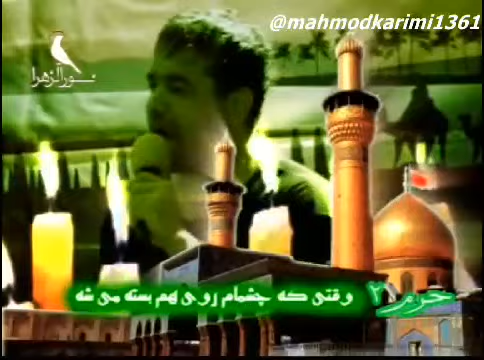 @mahmodkarimi1361
نورالزهرا
وقتی که چشمام روی هم بسته می شه
حرم ۲